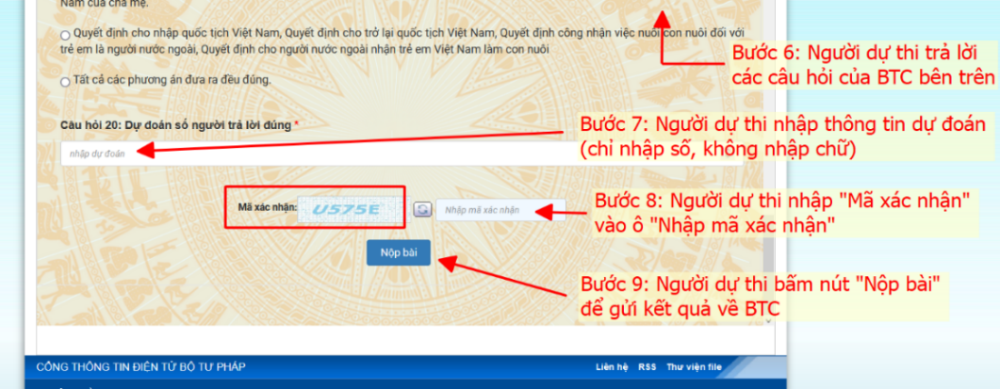 Nam của cha mẹ.
Quyết định cho nhập quốc tịch Việt Nam, Quyết định cho trở lại quốc tịch Việt Nam, Quyết định công nhận việc nuôi con nuôi đối với
trẻ em là người nước ngoài, Quyết định cho người nước ngoài nhận trẻ em Việt Nam làm con nuôi
Bước 6: Người dự thi trả lời
các câu hỏi của BTC bên trên
Tất cả các phương án đưa ra đều đúng.
Câu hỏi 20: Dự đoán số người trả lời đúng *
Bước 7: Người dự thi nhập thông tin dự đoán
(chỉ nhập số, không nhập chữ)
nhập dự đoán
Mã xác nhận: U575E Nhập mã xác nhận
Bước 8: Người dự thi nhập "Mã xác nhận"
vào ô "Nhập mã xác nhận"
Nộp bài
Bước 9: Người dự thi bấm nút "Nộp bài"
để gửi kết quả về BTC
CỔNG THÔNG TIN ĐIỆN TỬ BỘ TƯ PHÁP
Liên hệ RSS Thư viện file